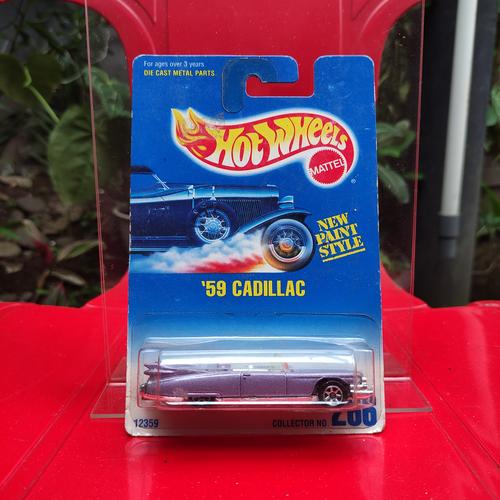 For ages over 3 years
DIE CAST METAL PARTS
HOT WHEELS
MATTEL
®
NEW
PAINT
STYLE
'59 CADILLAC
12359
COLLECTOR NO.